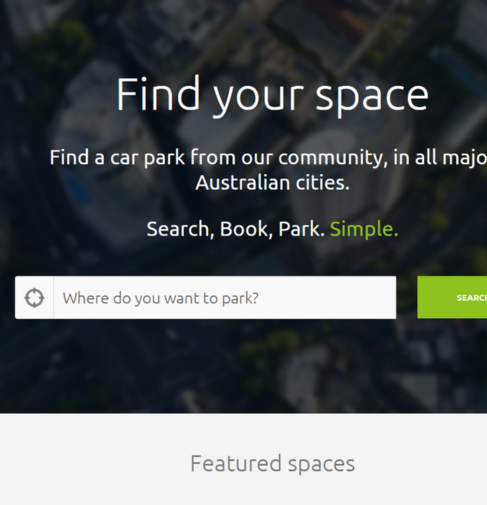 Find your space
Find a car park from our community, in all majo
Australian cities.
Search, Book, Park. Simple.
Where do you want to park?
SEARC
Featured spaces